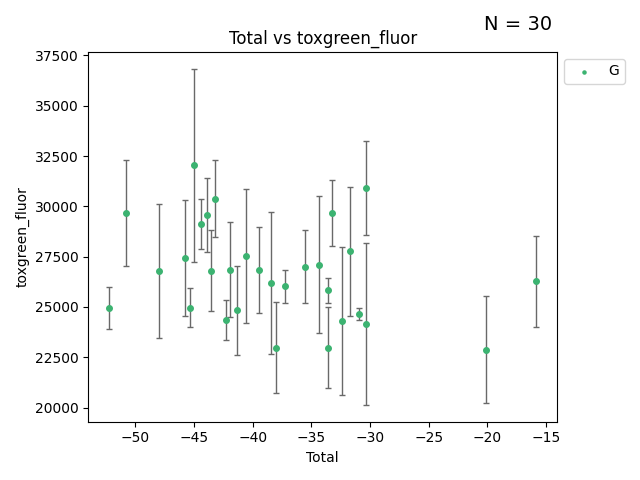 N = 30
Total vs toxgreen_fluor
G
toxgreen_fluor
37500
35000
32500
30000
27500
25000
22500
20000
−50 −45 −40 −35 −30 −25 −20 −15
Total